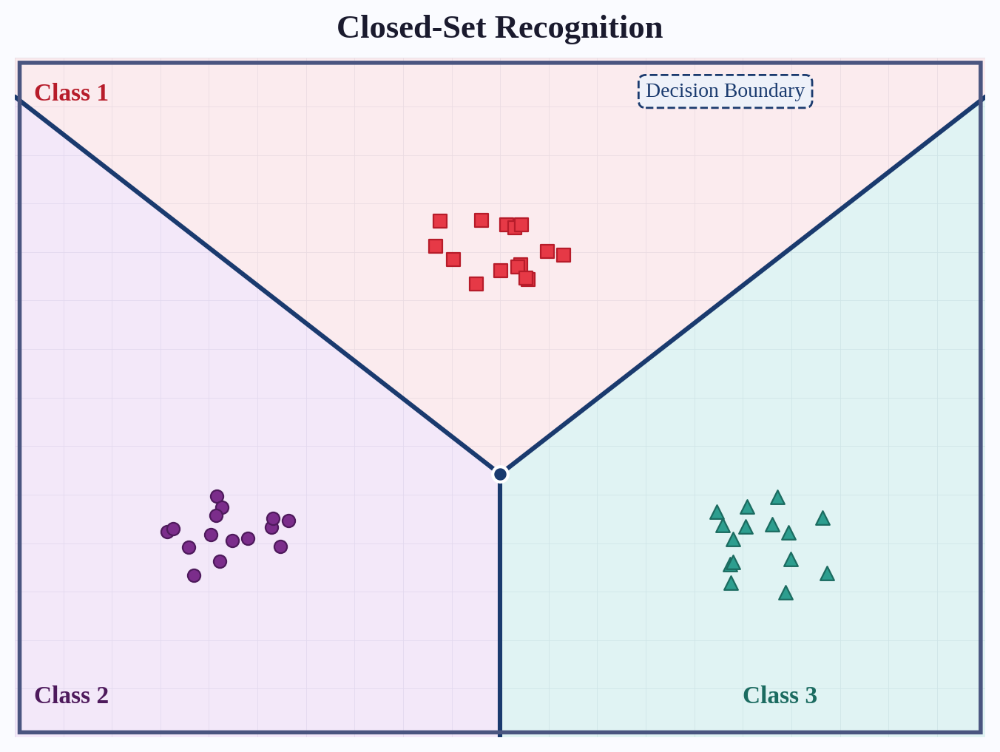 Closed-Set Recognition
Class 1
Decision Boundary
Class 2
Class 3